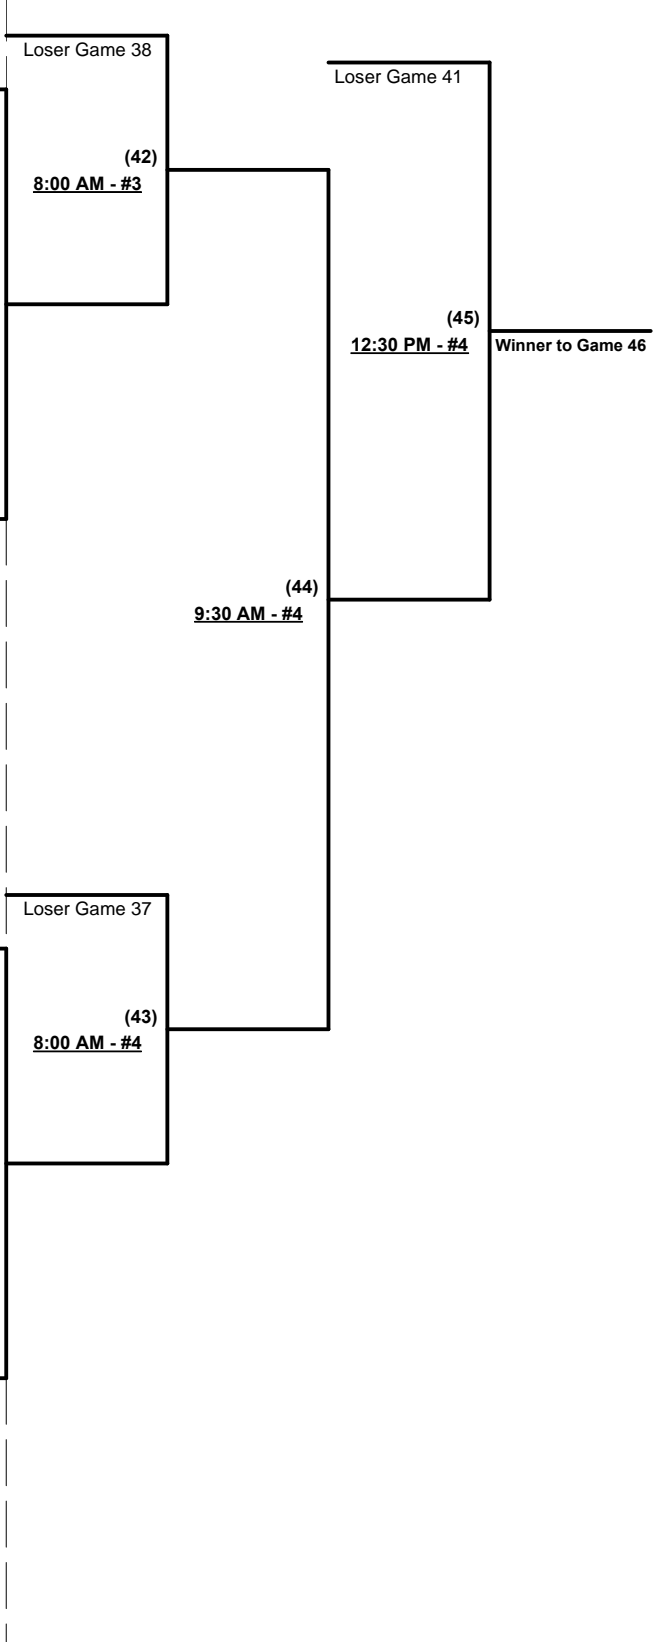 Loser Game 38
Loser Game 41
(42)
8:00 AM - #3
(45)
12:30 PM - #4
Winner to Game 46
(44)
9:30 AM - #4
Loser Game 37
(43)
8:00 AM - #4